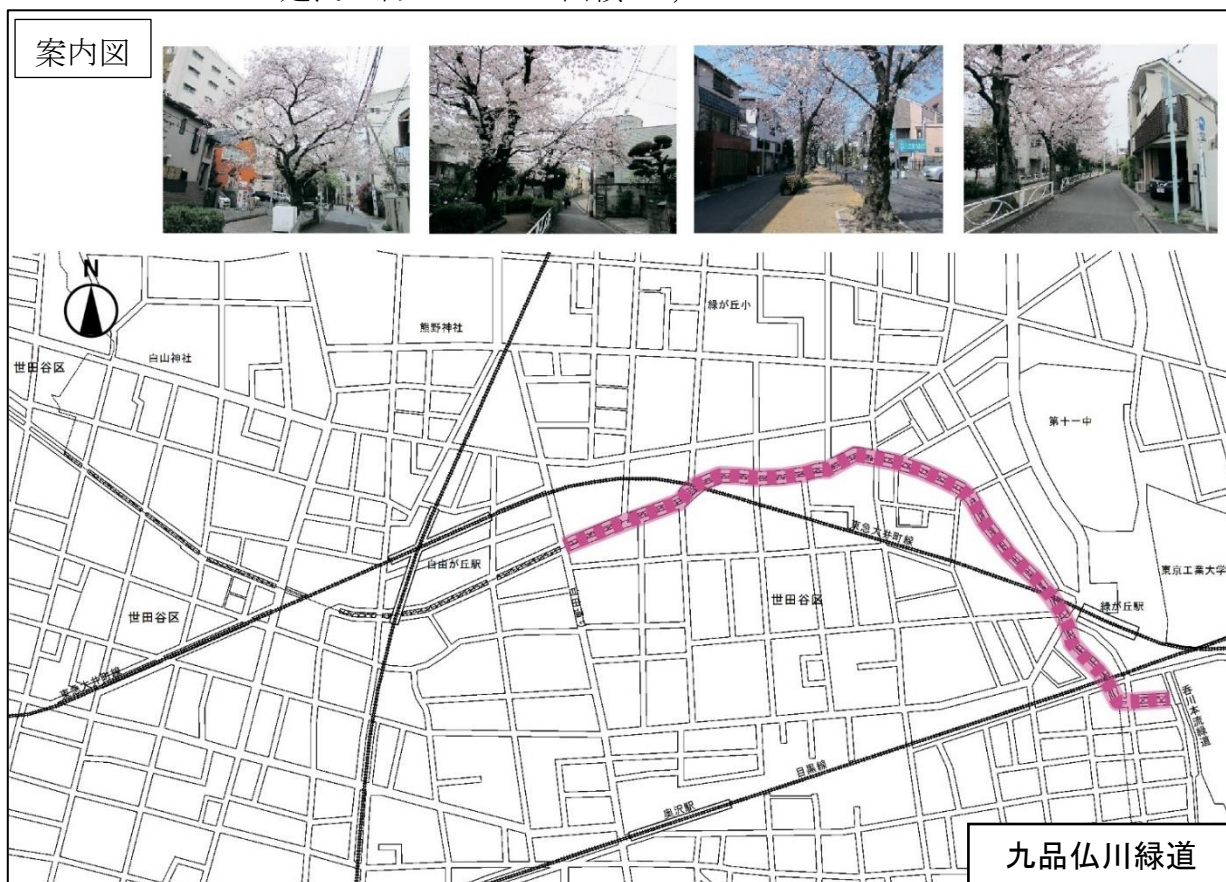 案内図
N
熊野神社
緑が丘小
白山神社
世田谷区
第十一中
東急大井町線
自由が丘駅
世田谷区
東京工業大学
緑が丘駅
世田谷区
東急大井町線
呑川本流緑道
目黒線
奥沢駅
九品仏川緑道